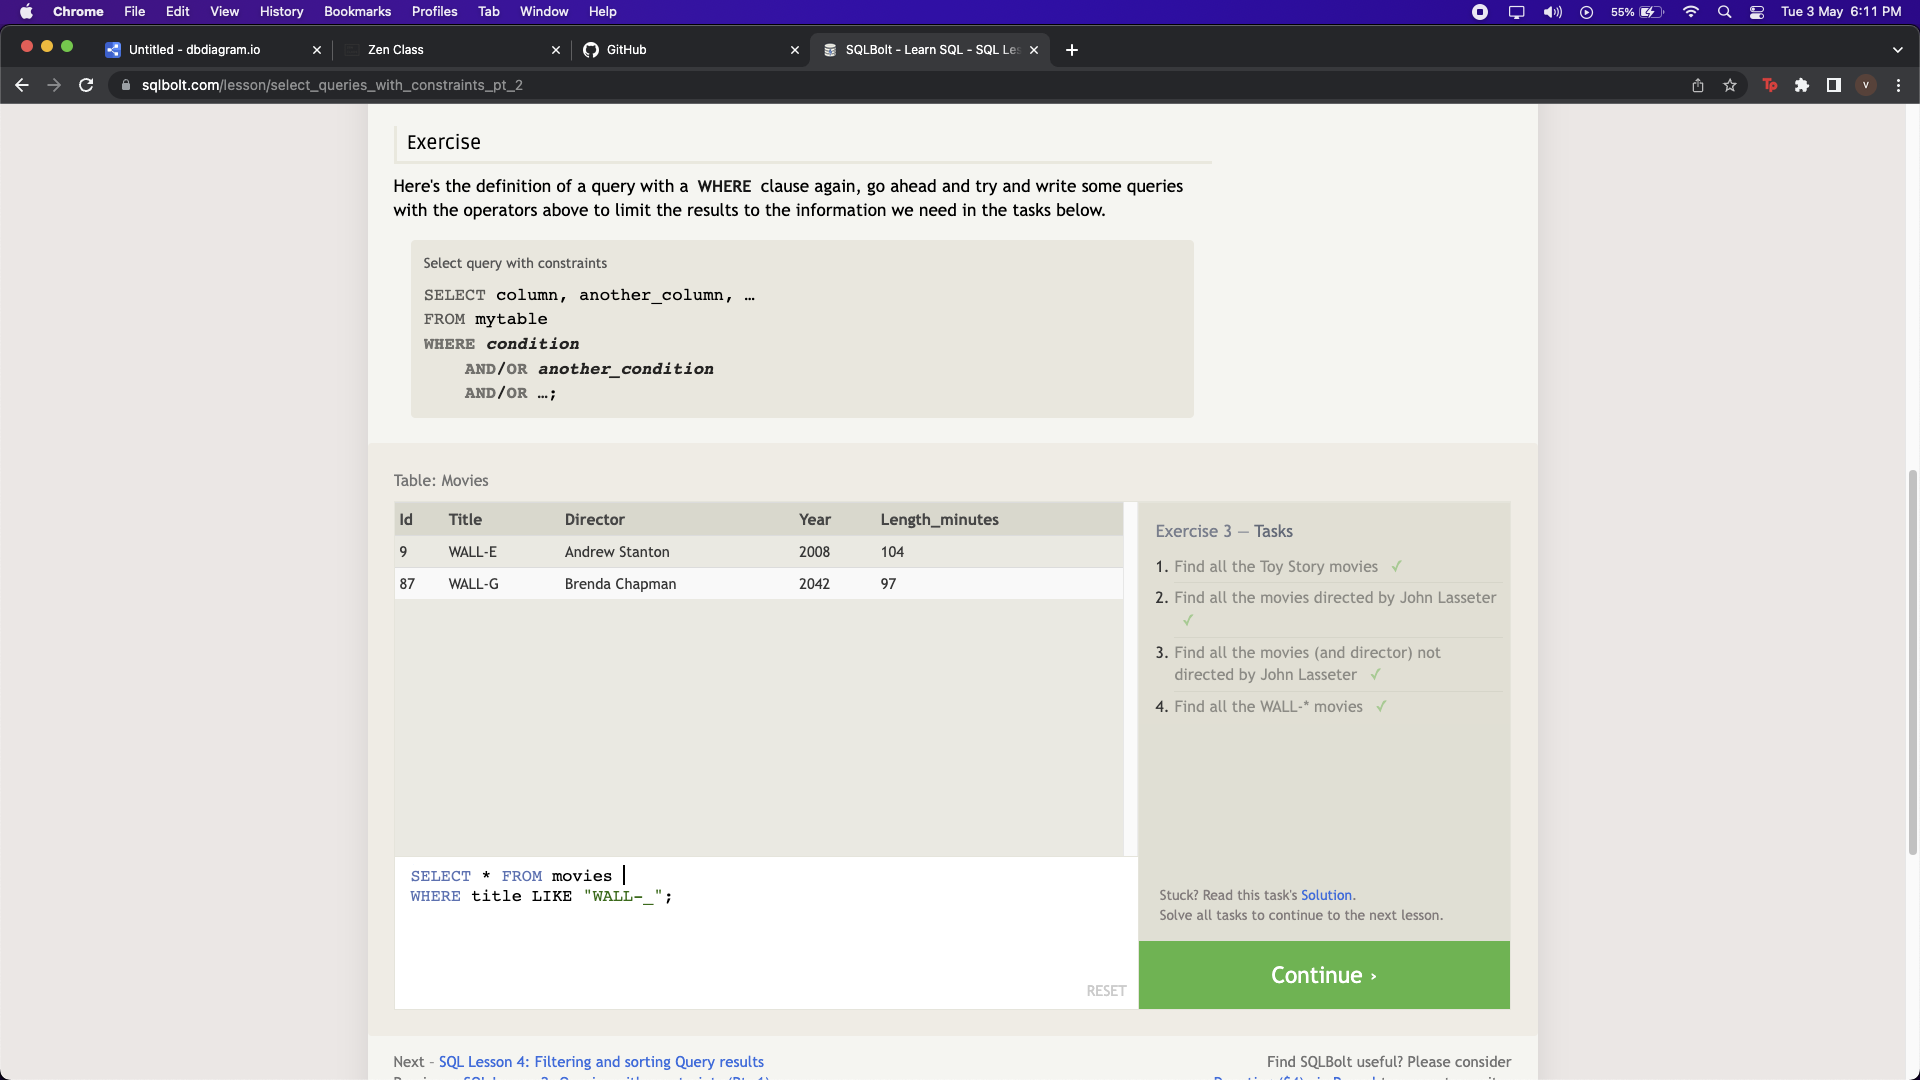 Chrome File Edit View History Bookmarks Profiles Tab Window Help 55% Tue 3 May 6:11 PM
Untitled - dbdiagram.io Zen Class GitHub SQLBolt - Learn SQL - SQL Les
sqlbolt.com/lesson/select_queries_with_constraints_pt_2 Tp V
Exercise
Here's the definition of a query with a WHERE clause again, go ahead and try and write some queries
with the operators above to limit the results to the information we need in the tasks below.
Select query with constraints
SELECT column, another_column, …
FROM mytable
WHERE condition
AND/OR another_condition
AND/OR …;
Table: Movies
Id Title Director Year Length_minutes
9 WALL-E Andrew Stanton 2008 104
87 WALL-G Brenda Chapman 2042 97
SELECT * FROM movies
WHERE title LIKE "WALL-_";
RESET
Exercise 3 — Tasks
1. Find all the Toy Story movies ✓
2. Find all the movies directed by John Lasseter
✓
3. Find all the movies (and director) not
directed by John Lasseter ✓
4. Find all the WALL-* movies ✓
Stuck? Read this task's Solution.
Solve all tasks to continue to the next lesson.
Continue ›
Next – SQL Lesson 4: Filtering and sorting Query results
Find SQLBolt useful? Please consider